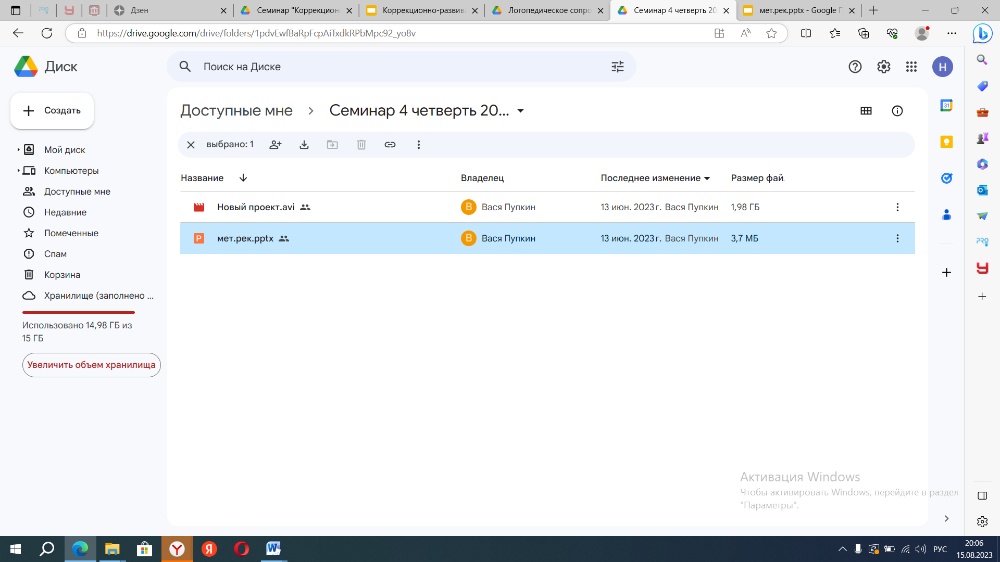 Дзен
Семинар "Коррекцион
Коррекционно-развив
Логопедическое сопро
Семинар 4 четверть 20
мет.рек.pptx - Google П
https://drive.google.com/drive/folders/1pdvEwfBaRpFcpAiTxdkRPbMpc92_yo8v
Диск
Поиск на Диске
Н
Создать
Мой диск
Компьютеры
Доступные мне
Недавние
Помеченные
Спам
Корзина
Хранилище (заполнено ...
Использовано 14,98 ГБ из
15 ГБ
Увеличить объем хранилища
Доступные мне
Семинар 4 четверть 20...
выбрано: 1
Название Владелец Последнее изменение Размер фай
Новый проект.avi В Вася Пупкин 13 июн. 2023 г. Вася Пупкин 1,98 ГБ
P мет.рек.pptx В Вася Пупкин 13 июн. 2023 г. Вася Пупкин 3,7 МБ
31
Активация Windows
Чтобы активировать Windows, перейдите в раздел
"Параметры".
РУС
20:06
15.08.2023